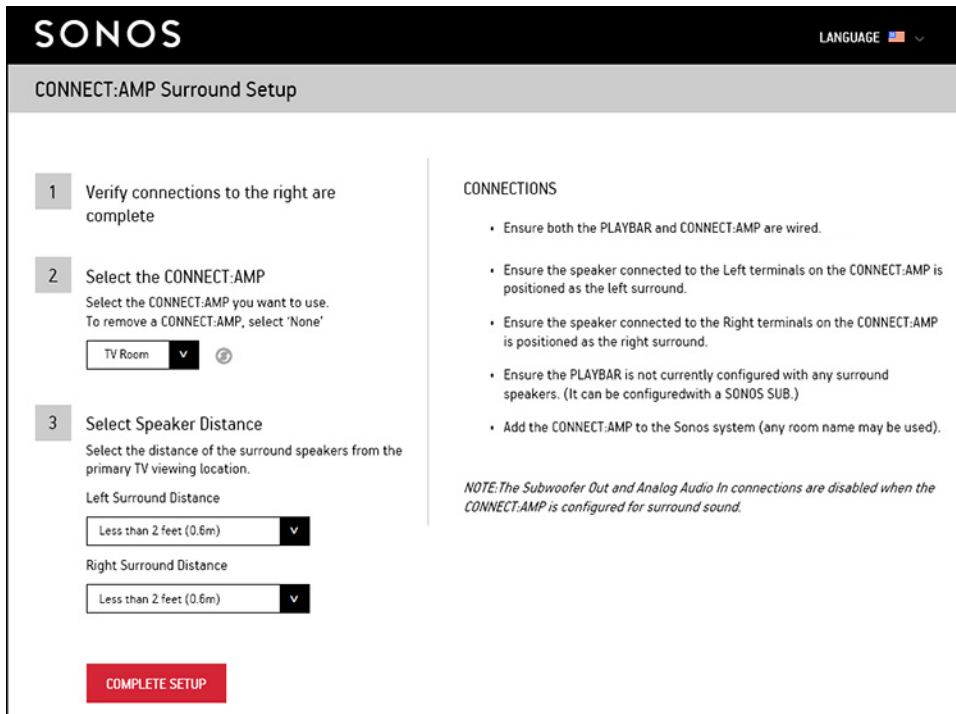 SONOS
LANGUAGE
CONNECT:AMP Surround Setup
1
Verify connections to the right are
complete
2
Select the CONNECT:AMP
Select the CONNECT:AMP you want to use.
To remove a CONNECT:AMP, select 'None'
TV Room
3
Select Speaker Distance
Select the distance of the surround speakers from the
primary TV viewing location.
Left Surround Distance
Less than 2 feet (0.6m)
Right Surround Distance
Less than 2 feet (0.6m)
COMPLETE SETUP
CONNECTIONS
• Ensure both the PLAYBAR and CONNECT:AMP are wired.
• Ensure the speaker connected to the Left terminals on the CONNECT:AMP is
positioned as the left surround.
• Ensure the speaker connected to the Right terminals on the CONNECT:AMP
is positioned as the right surround.
• Ensure the PLAYBAR is not currently configured with any surround
speakers. (It can be configuredwith a SONOS SUB.)
• Add the CONNECT:AMP to the Sonos system (any room name may be used).
NOTE:The Subwoofer Out and Analog Audio In connections are disabled when the
CONNECT:AMP is configured for surround sound.